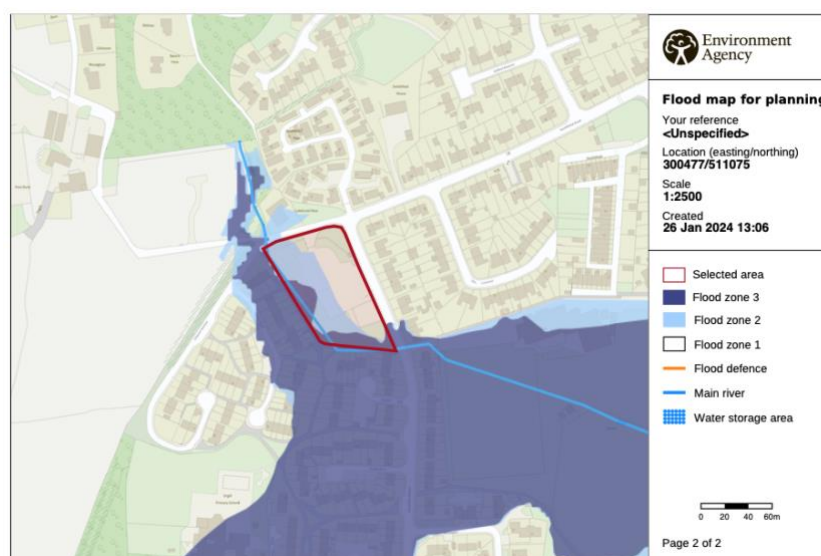 Environment
Agency
Flood map for planning
Your reference
<Unspecified>
Location (easting/northing)
300477/511075
Scale
1:2500
Created
26 Jan 2024 13:06
Selected area
Flood zone 3
Flood zone 2
Flood zone 1
Flood defence
Main river
Water storage area
0 20 40 60m
Page 2 of 2